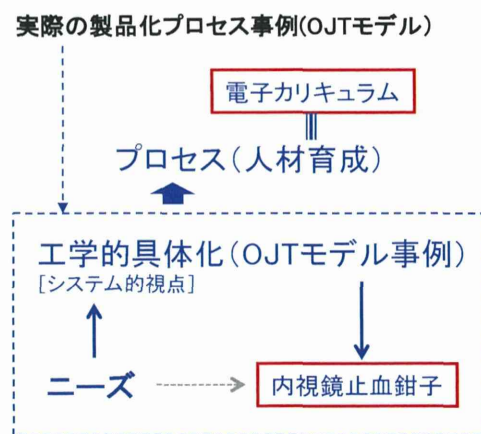 実際の製品化プロセス事例(OJTモデル)
電子カリキュラム
プロセス(人材育成)
工学的具体化(OJTモデル事例)
[システム的視点]
ニーズ
内視鏡止血鉗子